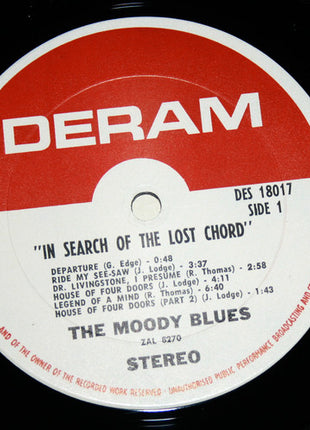 DERAM
DES 18017
SIDE 1
"IN SEARCH OF THE LOST CHORD"
DEPARTURE (G. Edge) - 0:48
RIDE MY SEE-SAW (J. Lodge) - 3:37
DR. LIVINGSTONE, I PRESUME (R. Thomas) - 2:58
HOUSE OF FOUR DOORS (J. Lodge) - 4:10
LEGEND OF A MIND (R. Thomas) - 6:40
HOUSE OF FOUR DOORS (PART 2) (J. Lodge) - 1:43
THE MOODY BLUES
ZAL 8270
STEREO
AND OF THE OWNER OF THE RECORDED WORK RESERVED - UNAUTHORISED PUBLIC PERFORMANCE BROADCASTING AND